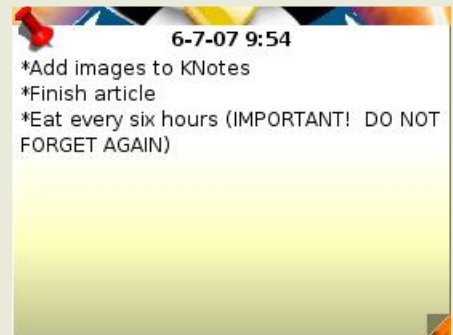 6-7-07 9:54
*Add images to KNotes
*Finish article
*Eat every six hours (IMPORTANT!  DO NOT
FORGET AGAIN)